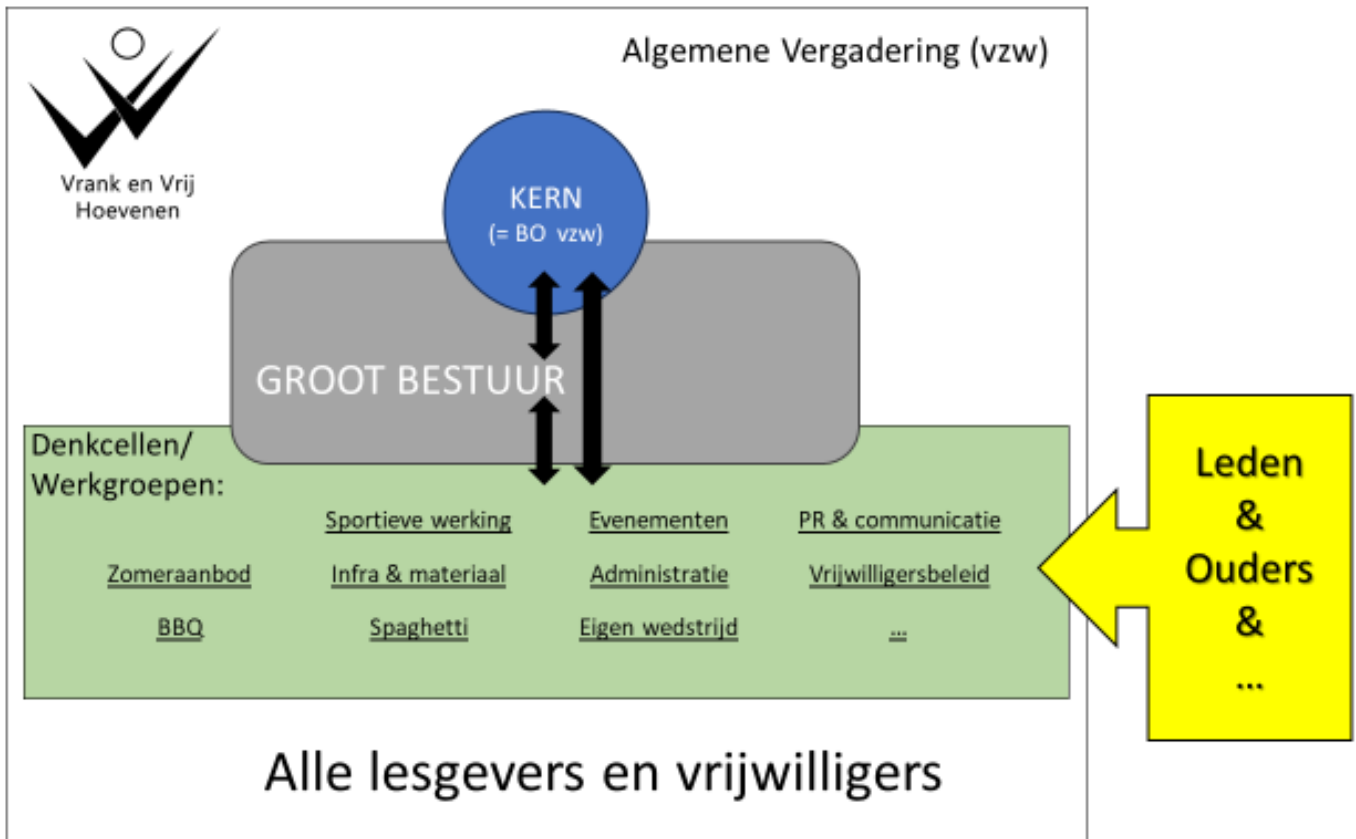 Algemene Vergadering (vzw)
Vrank en Vrij
Hoevenen
KERN
(= BO vzw)
GROOT BESTUUR
Denkcellen/
Werkgroepen:
Sportieve werking Evenementen PR & communicatie
Zomeraanbod Infra & materiaal Administratie Vrijwilligersbeleid
BBQ Spaghetti Eigen wedstrijd ...
Leden
&
Ouders
&
...
Alle lesgevers en vrijwilligers